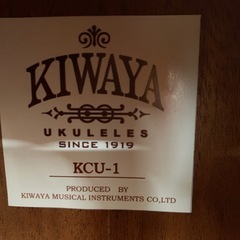 KIWAYA
UKULELES
SINCE 1919
KCU-1
PRODUCED BY
KIWAYA MUSICAL INSTRUMENTS CO,LTD